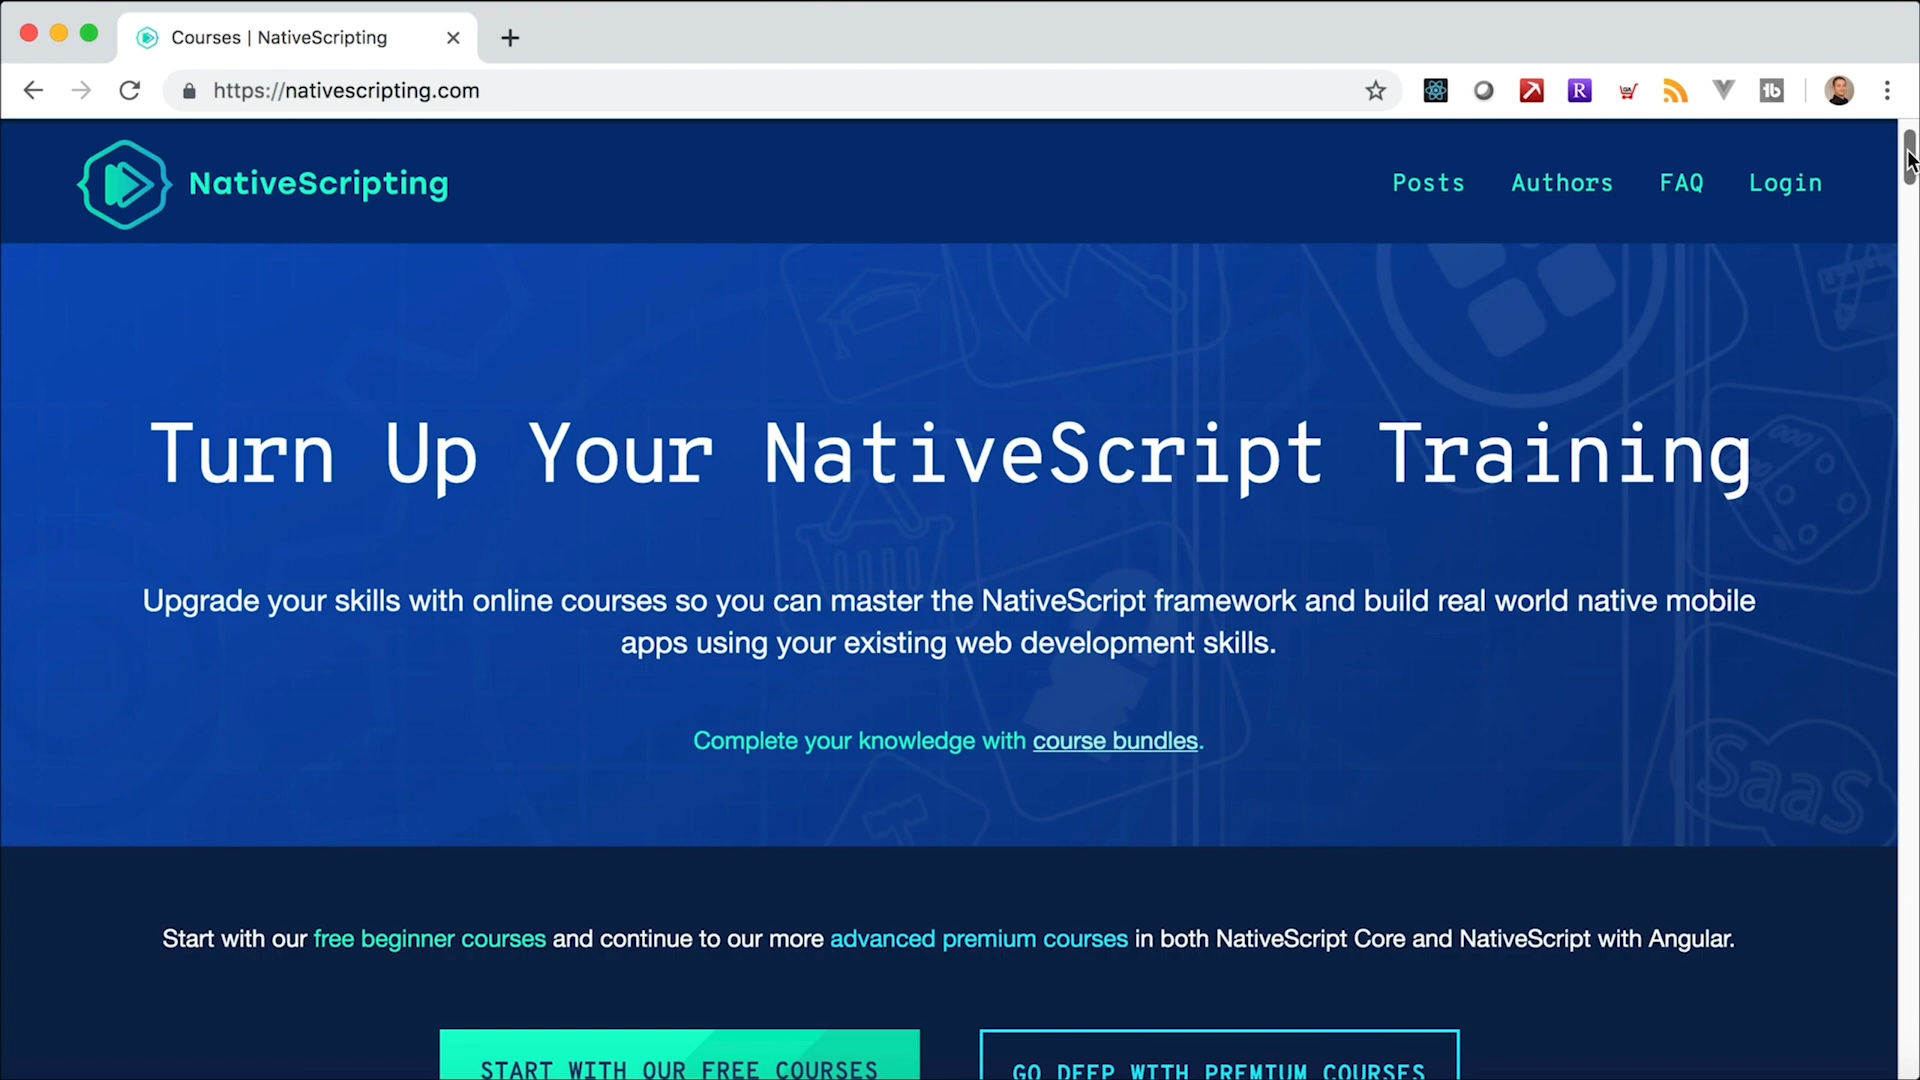 Courses | NativeScripting
https://nativescripting.com
NativeScripting
Posts
Authors
FAQ
Login
Turn Up Your NativeScript Training
Upgrade your skills with online courses so you can master the NativeScript framework and build real world native mobile
apps using your existing web development skills.
Complete your knowledge with course bundles.
SaaS
Start with our free beginner courses and continue to our more advanced premium courses in both NativeScript Core and NativeScript with Angular.
START WITH OUR FREE COURSES
GO DEEP WITH PREMIUM COURSES